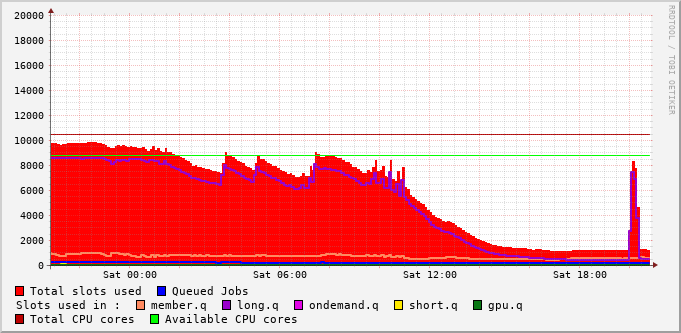 RRDTOOL / TOBI OETIKER
20000
18000
16000
14000
12000
10000
8000
6000
4000
2000
0
Sat 00:00 Sat 06:00 Sat 12:00 Sat 18:00
Total slots used Queued Jobs
Slots used in : member.q long.q ondemand.q short.q gpu.q
Total CPU cores Available CPU cores